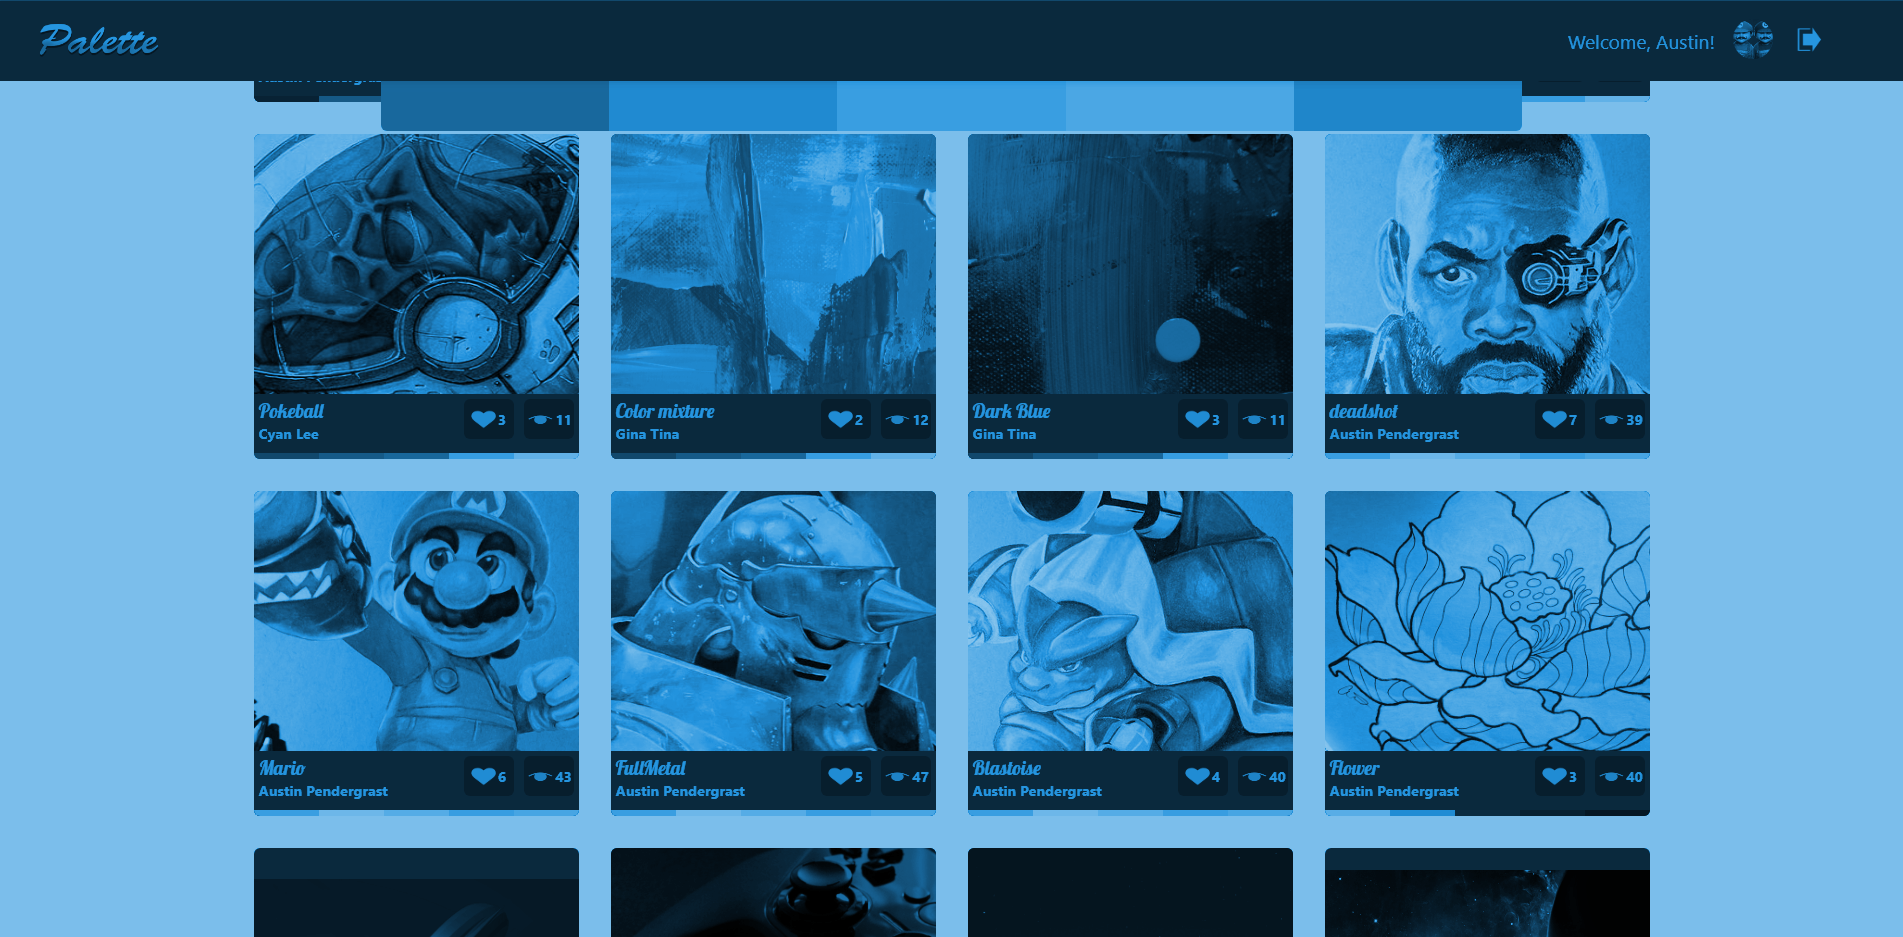 Palette
Welcome, Austin!
Pokeball
3
11
Cyan Lee
Color mixture
2
12
Gina Tina
Dark Blue
3
11
Gina Tina
deadshot
7
39
Austin Pendergrast
M
Mario
6
43
Austin Pendergrast
FullMetal
5
47
Austin Pendergrast
Blastoise
4
40
Austin Pendergrast
Flower
3
40
Austin Pendergrast